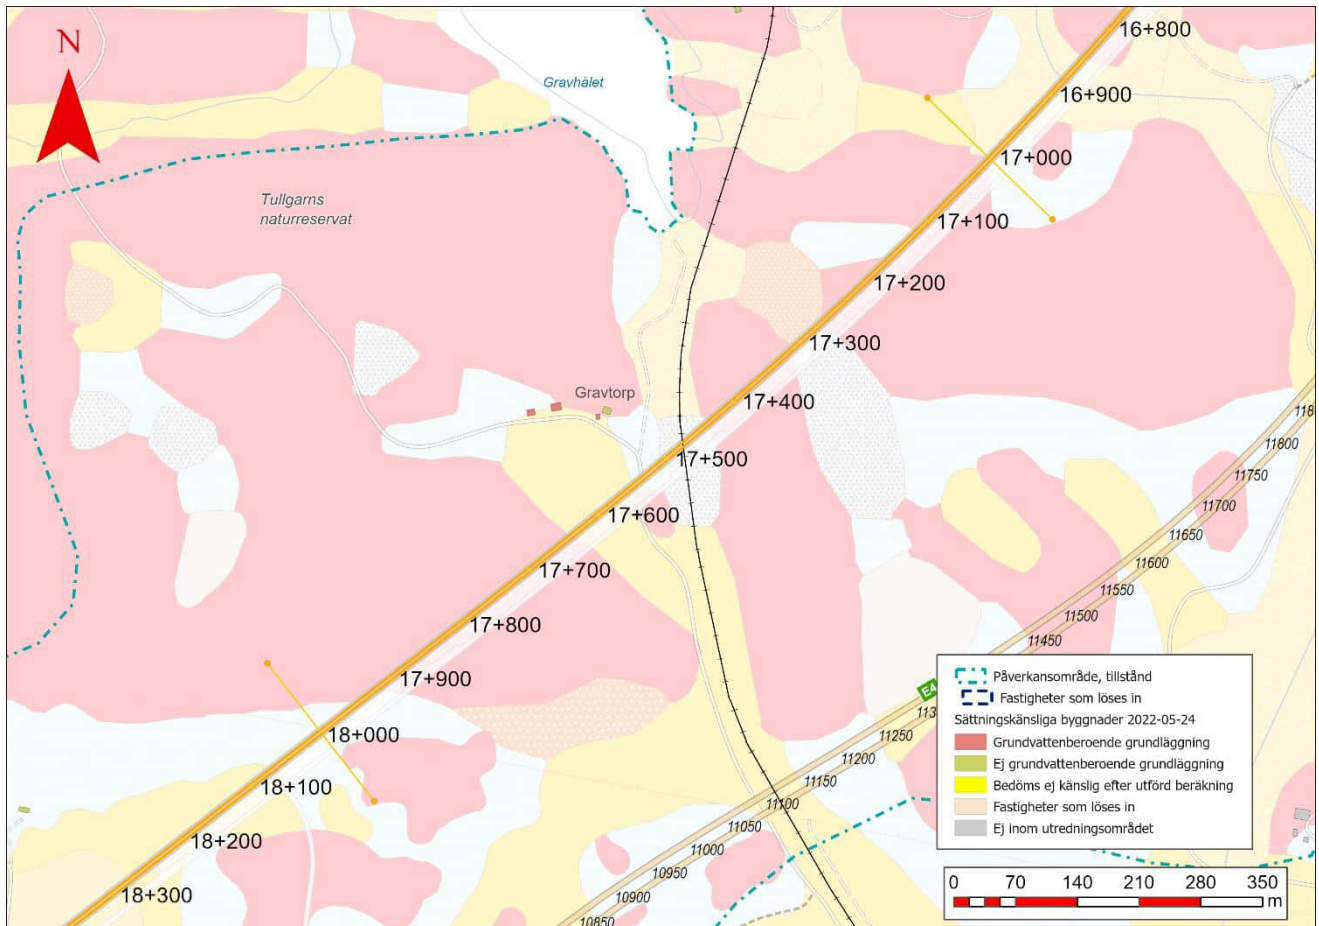 N
Gravhålet
16+800
16+900
17+000
17+100
Tullgarns
naturreservat
17+200
17+300
Gravtorp
17+400
17+500
17+600
17+700
17+800
17+900
18+000
18+100
18+200
18+300
118
11800
11750
11700
11650
11600
11550
11500
11450
E4
113
11250
11200
11150
11100
11050
11000
10950
10900
10850
Påverkansområde, tillstånd
Fastigheter som löses in
Sättningskänsliga byggnader 2022-05-24
Grundvattenberoende grundläggning
Ej grundvattenberoende grundläggning
Bedöms ej känslig efter utförd beräkning
Fastigheter som löses in
Ej inom utredningsområdet
0 70 140 210 280 350
m